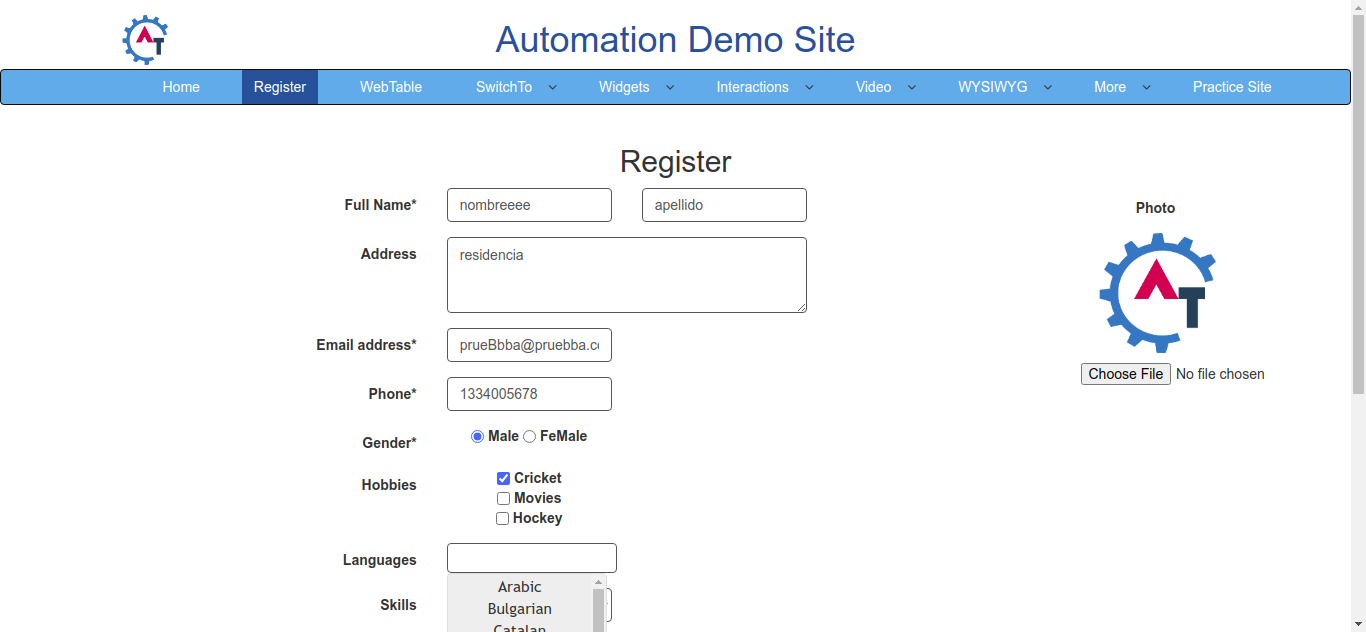 AT
Automation Demo Site
Home Register WebTable SwitchTo Widgets Interactions Video WYSIWYG More Practice Site
Register
Full Name* nombreeee apellido
Photo
Address residencia
AT
Email address* prueBbba@pruebba.c
Choose File No file chosen
Phone* 1334005678
Gender* Male FeMale
Hobbies Cricket
Movies
Hockey
Languages
Arabic
Skills
Bulgarian
Catalan